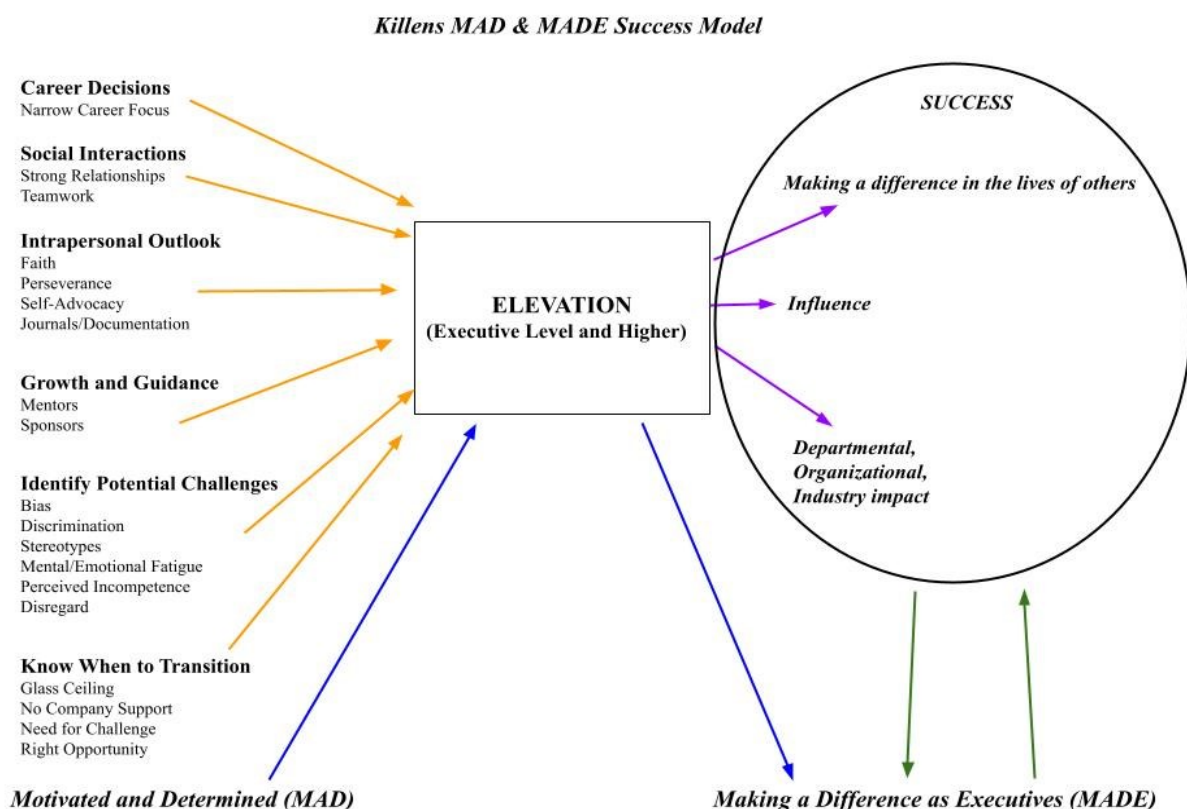 Killens MAD & MADE Success Model
Career Decisions
Narrow Career Focus
Social Interactions
Strong Relationships
Teamwork
Intrapersonal Outlook
Faith
Perseverance
Self-Advocacy
Journals/Documentation
Growth and Guidance
Mentors
Sponsors
Identify Potential Challenges
Bias
Discrimination
Stereotypes
Mental/Emotional Fatigue
Perceived Incompetence
Disregard
Know When to Transition
Glass Ceiling
No Company Support
Need for Challenge
Right Opportunity
Motivated and Determined (MAD)
ELEVATION
(Executive Level and Higher)
SUCCESS
Making a difference in the lives of others
Influence
Departmental,
Organizational,
Industry impact
Making a Difference as Executives (MADE)